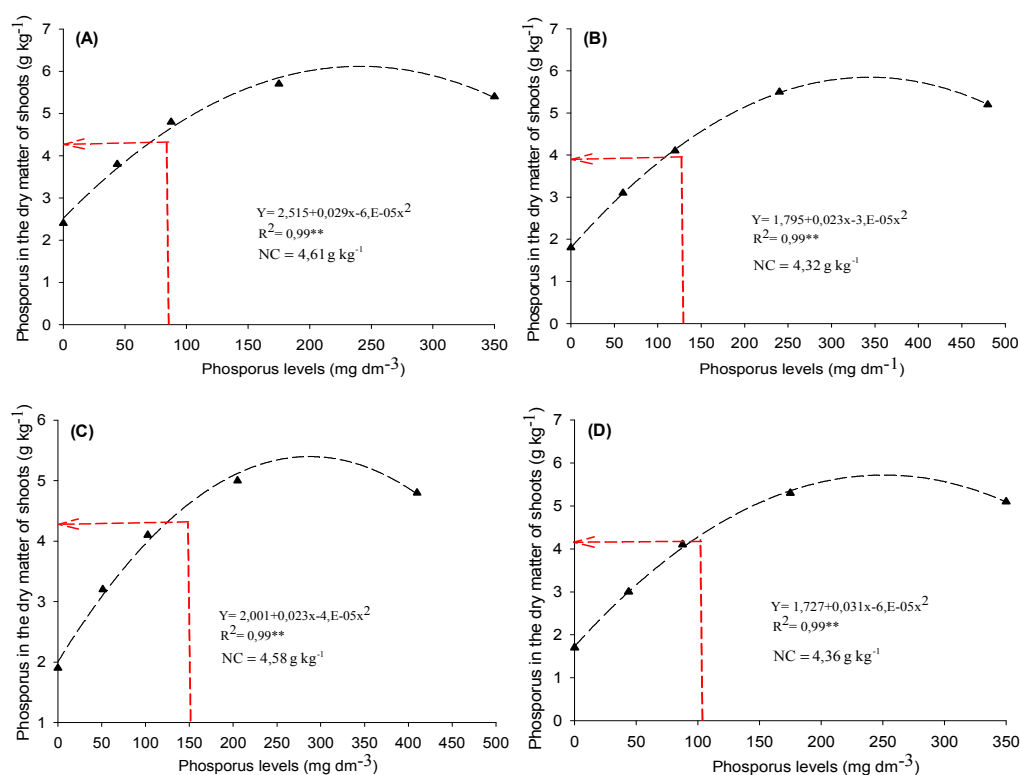 (A)
Phosporus in the dry matter of shoots (g kg⁻¹)
7
6
5
4
3
2
1
0
Y= 2,515+0,029x-6,E-05x²
R²= 0,99**
NC = 4,61 g kg⁻¹
0 50 100 150 200 250 300 350
Phosporus levels (mg dm⁻³)
(B)
Phosporus in the dry matter of shoots (g kg⁻¹)
7
6
5
4
3
2
1
0
Y= 1,795+0,023x-3,E-05x²
R²= 0,99**
NC = 4,32 g kg⁻¹
0 50 100 150 200 250 300 350 400 450 500
Phosporus levels (mg dm⁻¹)
(C)
Phosporus in the dry matter of shoots (g kg⁻¹)
6
5
4
3
2
1
Y= 2,001+0,023x-4,E-05x²
R²= 0,99**
NC = 4,58 g kg⁻¹
0 50 100 150 200 250 300 350 400 450 500
Phosporus levels (mg dm⁻³)
(D)
Phosporus in the dry matter of shoots (g kg⁻¹)
7
6
5
4
3
2
1
0
Y= 1,727+0,031x-6,E-05x²
R²= 0,99**
NC = 4,36 g kg⁻¹
0 50 100 150 200 250 300 350
Phosporus levels (mg dm⁻³)